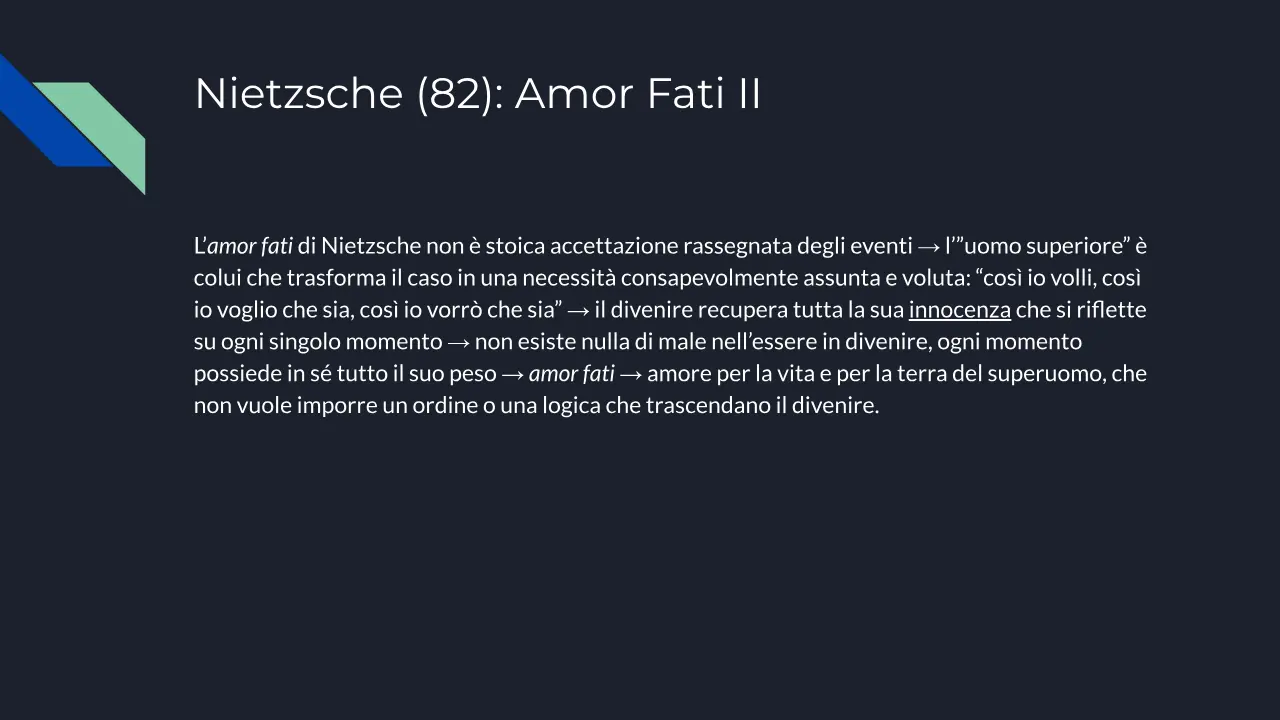 Nietzsche (82): Amor Fati II
L’amor fati di Nietzsche non è stoica accettazione rassegnata degli eventi → l’”uomo superiore” è
colui che trasforma il caso in una necessità consapevolmente assunta e voluta: “così io volli, così
io voglio che sia, così io vorrò che sia” → il divenire recupera tutta la sua innocenza che si riflette
su ogni singolo momento → non esiste nulla di male nell’essere in divenire, ogni momento
possiede in sé tutto il suo peso → amor fati → amore per la vita e per la terra del superuomo, che
non vuole imporre un ordine o una logica che trascendano il divenire.